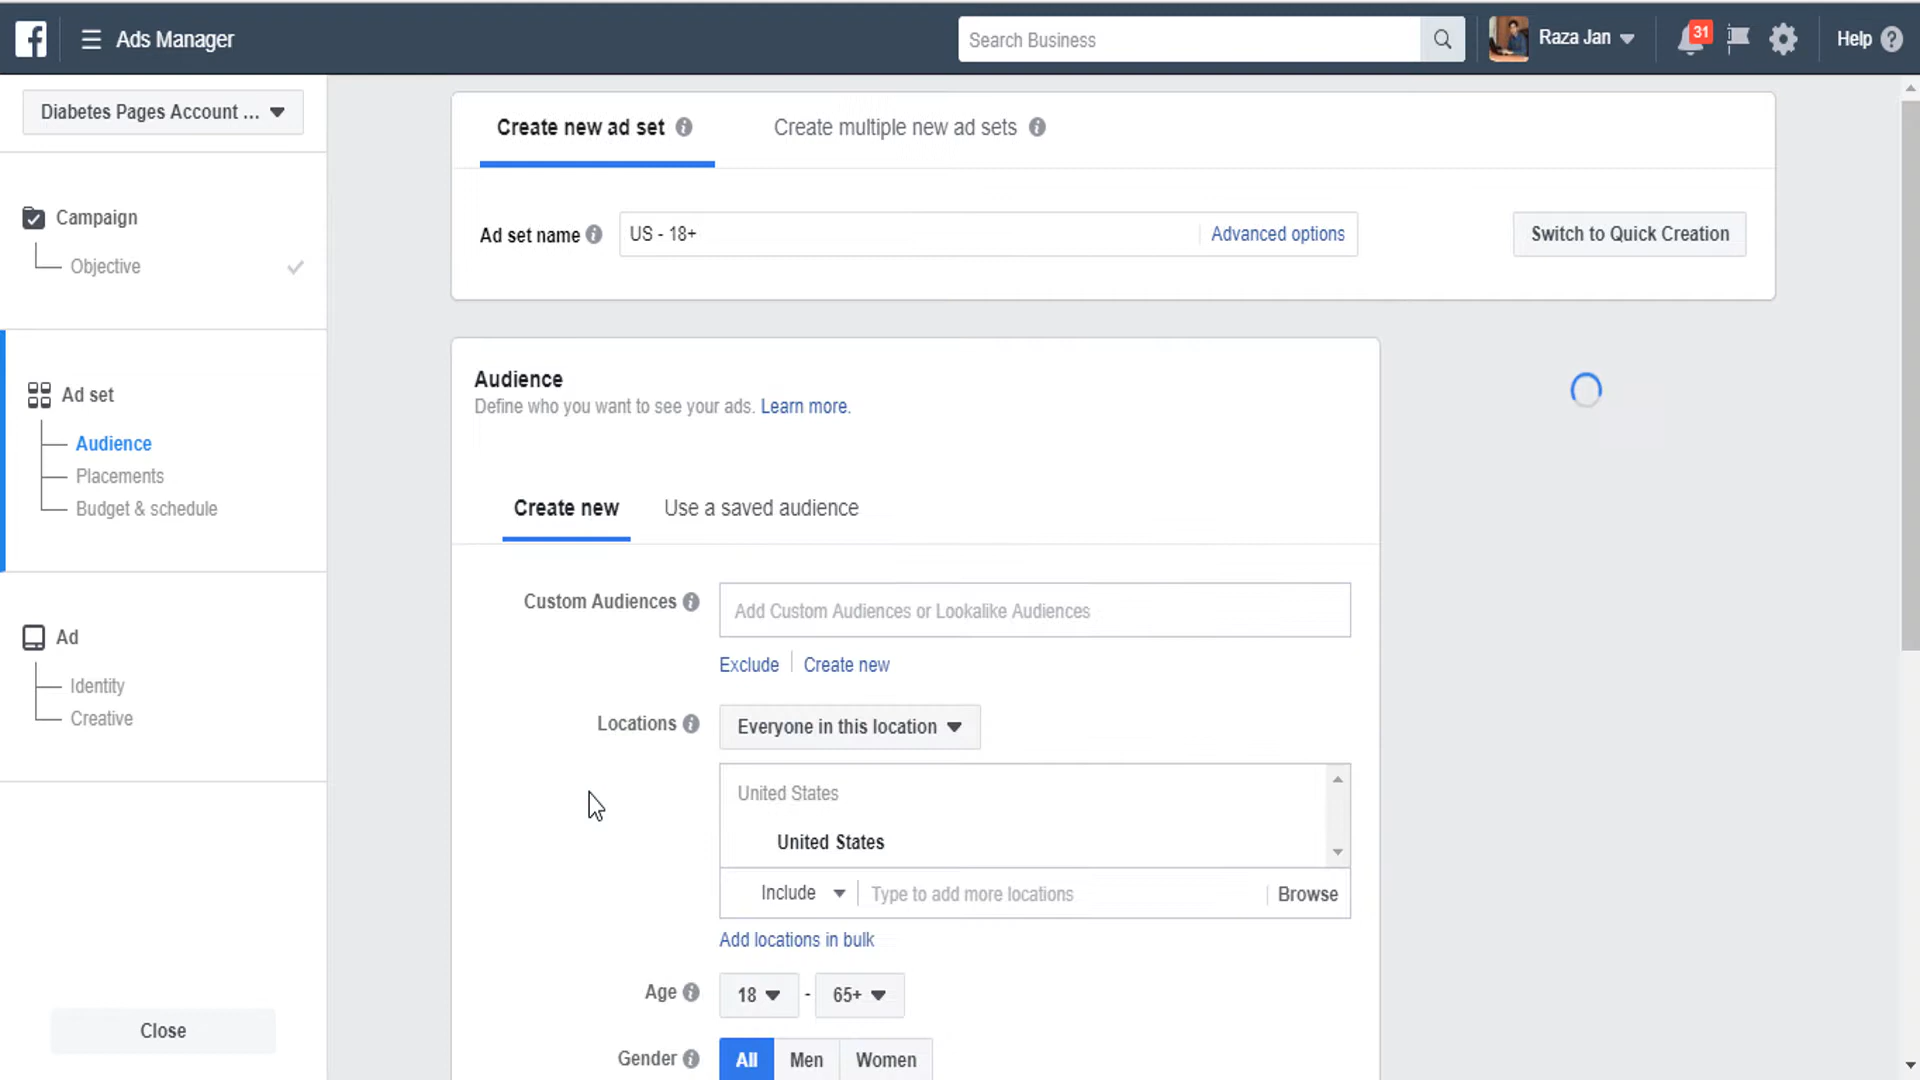 Ads Manager
Search Business
Raza Jan
31
Help
Diabetes Pages Account ...
Campaign
Objective
Ad set
Audience
Placements
Budget & schedule
Ad
Identity
Creative
Close
Create new ad set
Create multiple new ad sets
Ad set name
US - 18+
Advanced options
Switch to Quick Creation
Audience
Define who you want to see your ads. Learn more.
Create new
Use a saved audience
Custom Audiences
Add Custom Audiences or Lookalike Audiences
Exclude
Create new
Locations
Everyone in this location
United States
United States
Include
Type to add more locations
Browse
Add locations in bulk
Age
18 - 65+
Gender
All
Men
Women